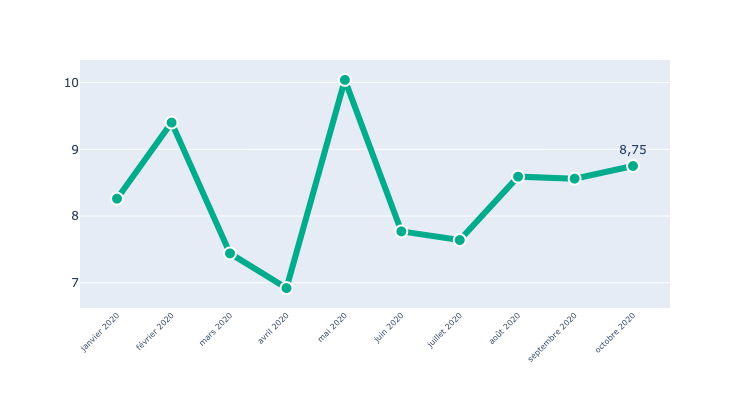 10
9
8
7
8,75
janvier 2020
février 2020
mars 2020
avril 2020
mai 2020
juin 2020
juillet 2020
août 2020
septembre 2020
octobre 2020